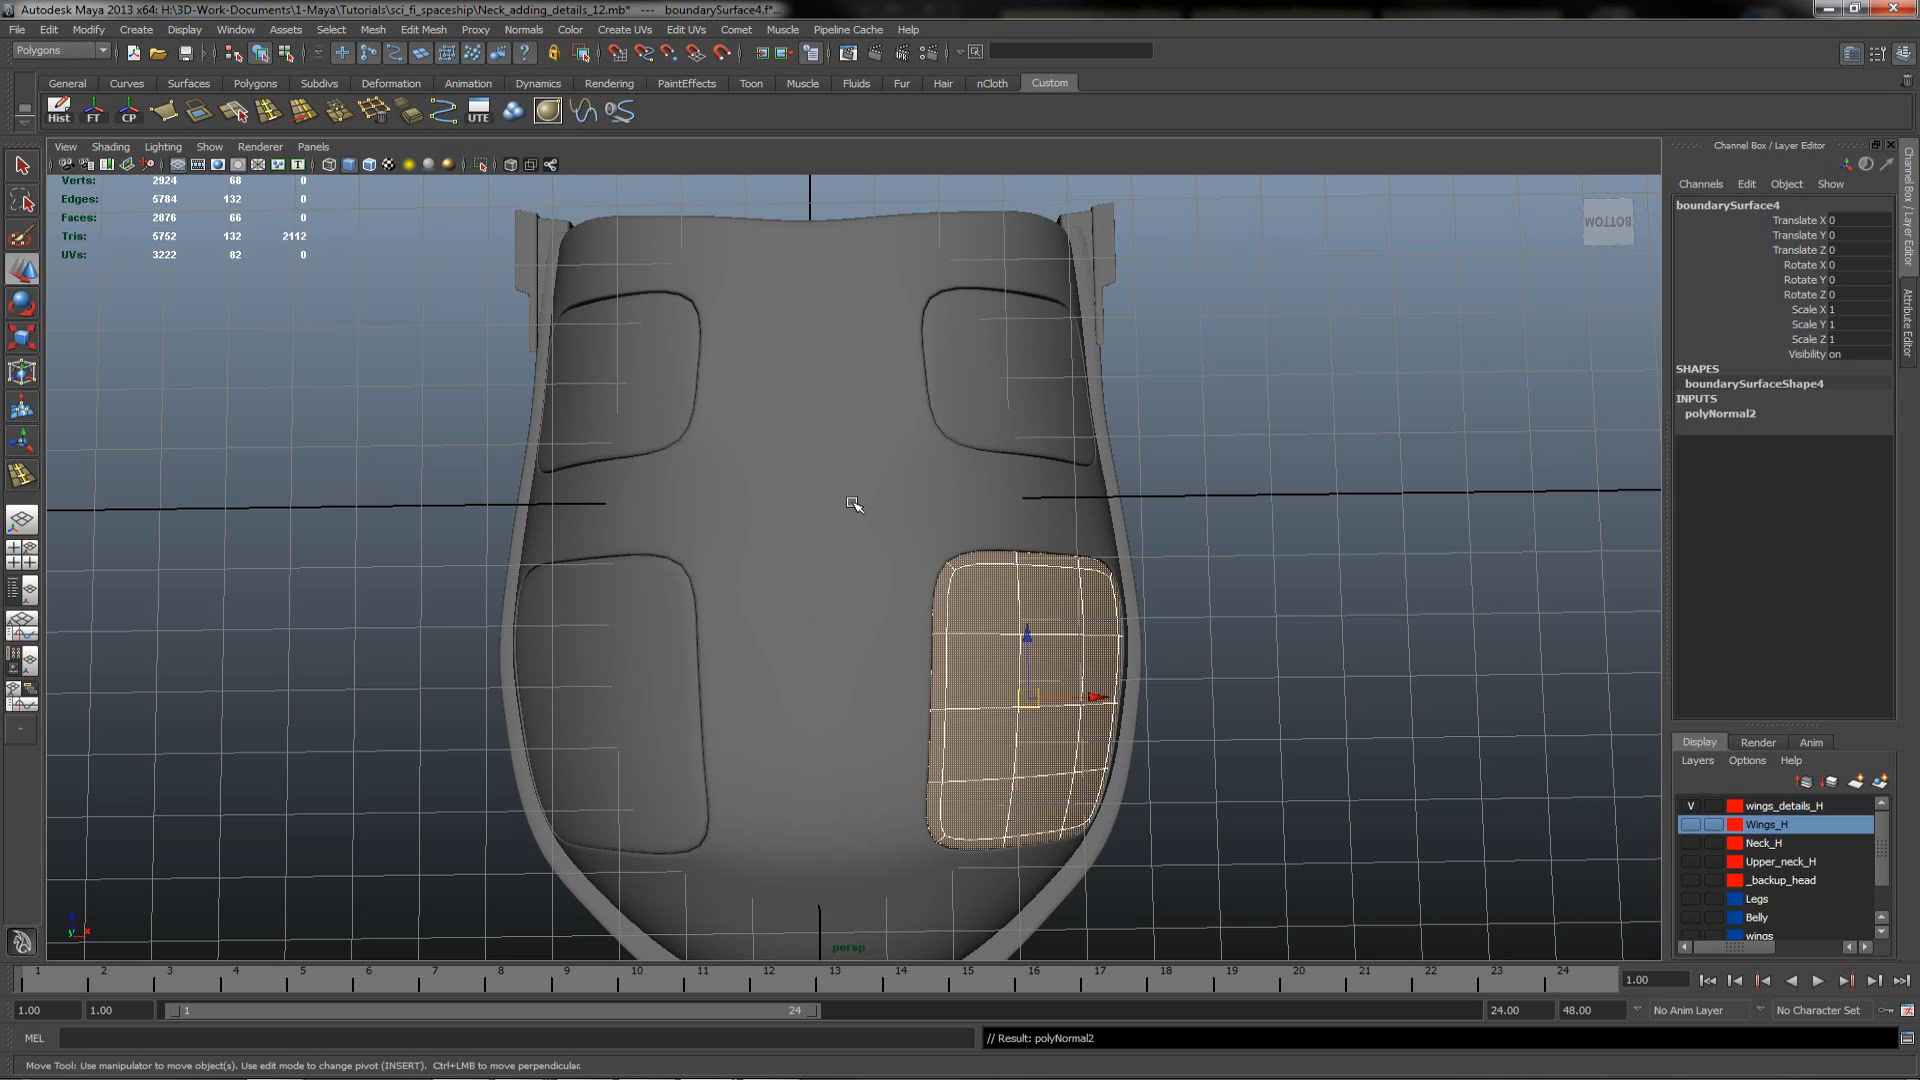 Autodesk Maya 2013 x64: H:\3D-Work-Documents\1-Maya\Tutorials\sci_fi_spaceship\Neck_adding_details_12.mb* --- boundarySurface4.f*...
File Edit Modify Create Display Window Assets Select Mesh Edit Mesh Proxy Normals Color Create UVs Edit UVs Comet Muscle Pipeline Cache Help
Polygons
General Curves Surfaces Polygons Subdivs Deformation Animation Dynamics Rendering PaintEffects Toon Muscle Fluids Fur Hair nCloth Custom
Hist FT CP UTE
View Shading Lighting Show Renderer Panels
Verts: 2924 68 0
Edges: 5784 132 0
Faces: 2876 66 0
Tris: 5752 132 2112
UVs: 3222 82 0
BOTTOM
persp
Channel Box / Layer Editor
Channels Edit Object Show
boundarySurface4
Translate X 0
Translate Y 0
Translate Z 0
Rotate X 0
Rotate Y 0
Rotate Z 0
Scale X 1
Scale Y 1
Scale Z 1
Visibility on
SHAPES
boundarySurfaceShape4
INPUTS
polyNormal2
Channel Box / Layer Editor
Attribute Editor
Display Render Anim
Layers Options Help
V wings_details_H
Wings_H
Neck_H
Upper_neck_H
_backup_head
Legs
Belly
wings
1 2 3 4 5 6 7 8 9 10 11 12 13 14 15 16 17 18 19 20 21 22 23 24 1.00
1.00 1.00 1 24 24.00 48.00 No Anim Layer No Character Set
MEL // Result: polyNormal2
Move Tool: Use manipulator to move object(s). Use edit mode to change pivot (INSERT). Ctrl+LMB to move perpendicular.